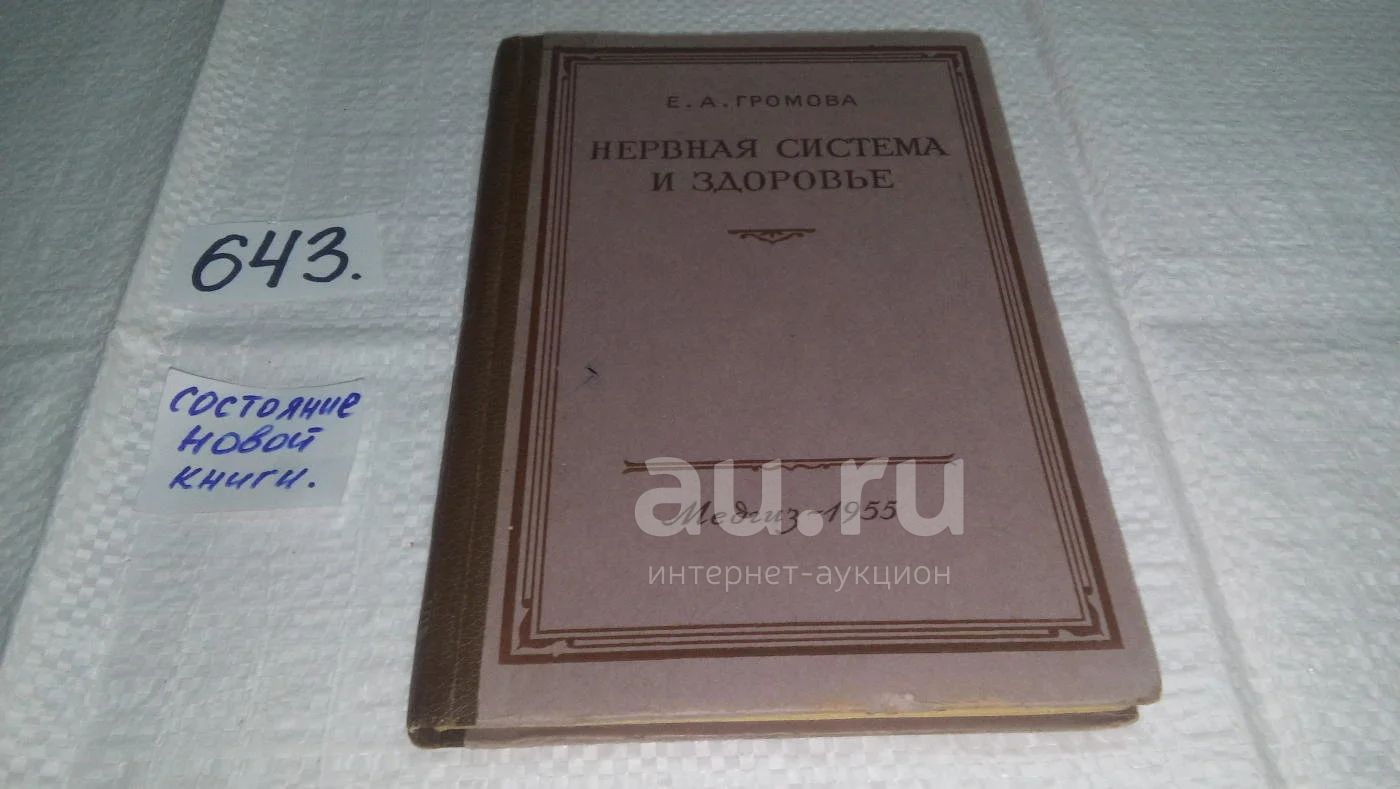 Е. А. ГРОМОВА
НЕРВНАЯ СИСТЕМА
И ЗДОРОВЬЕ
643.
СОСТОЯНИЕ
НОВОЙ
КНИГИ.
au.ru
Медгиз-1955
интернет-аукцион